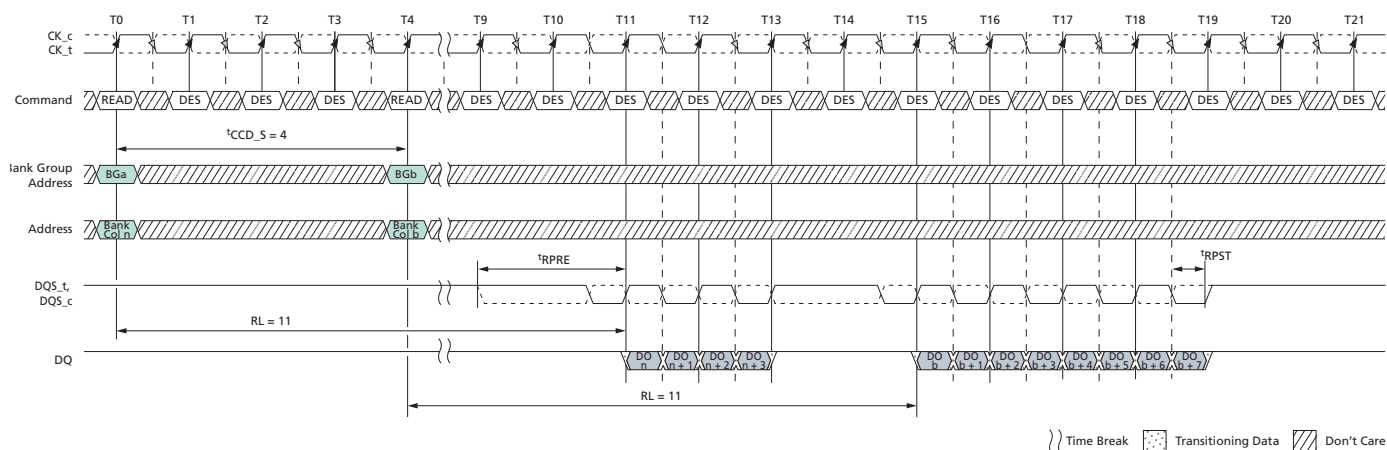 T0 T1 T2 T3 T4 T9 T10 T11 T12 T13 T14 T15 T16 T17 T18 T19 T20 T21
CK_c
CK_t
Command READ DES DES DES READ DES DES DES DES DES DES DES DES DES DES DES DES DES
tCCD_S = 4
Bank Group
Address
BGa BGb
Address
Bank
Col n
Bank
Col b
tRPRE tRPST
DQS_t,
DQS_c
RL = 11
DQ
DO
n
DO
n + 1
DO
n + 2
DO
n + 3
DO
b
DO
b + 1
DO
b + 2
DO
b + 3
DO
b + 4
DO
b + 5
DO
b + 6
DO
b + 7
RL = 11
Time Break Transitioning Data Don't Care